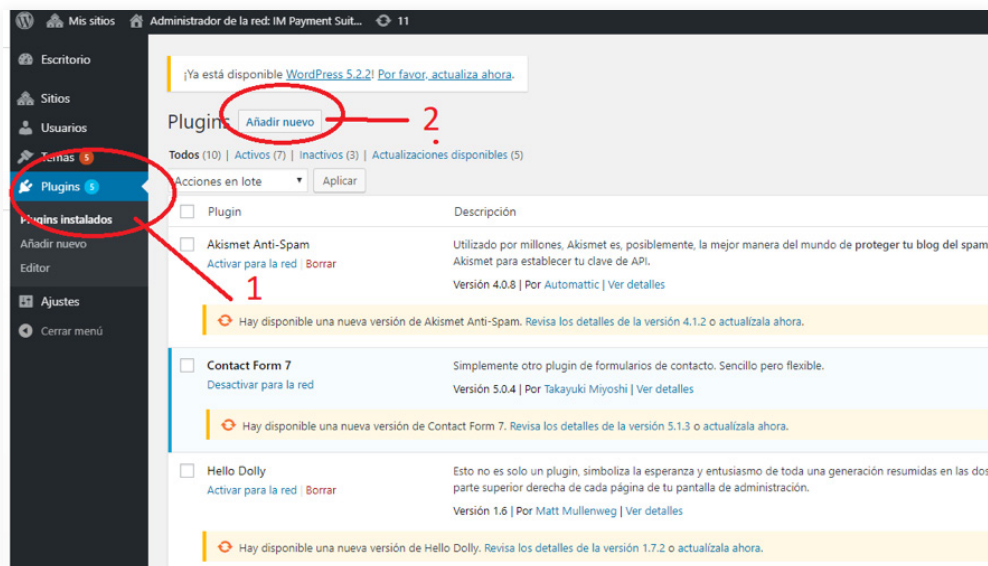 Mis sitios Administrador de la red: IM Payment Suit... 11
Escritorio
Sitios
Usuarios
Temas 5
Plugins 5
Plugins instalados
Añadir nuevo
Editor
Ajustes
Cerrar menú
¡Ya está disponible WordPress 5.2.2! Por favor, actualiza ahora.
Plugins Añadir nuevo
2
1
Todos (10) | Activos (7) | Inactivos (3) | Actualizaciones disponibles (5)
Acciones en lote Aplicar
Plugin Descripción
Akismet Anti-Spam Utilizado por millones, Akismet es, posiblemente, la mejor manera del mundo de proteger tu blog del spam
Activar para la red | Borrar Akismet para establecer tu clave de API.
Versión 4.0.8 | Por Automattic | Ver detalles
Hay disponible una nueva versión de Akismet Anti-Spam. Revisa los detalles de la versión 4.1.2 o actualízala ahora.
Contact Form 7 Simplemente otro plugin de formularios de contacto. Sencillo pero flexible.
Desactivar para la red Versión 5.0.4 | Por Takayuki Miyoshi | Ver detalles
Hay disponible una nueva versión de Contact Form 7. Revisa los detalles de la versión 5.1.3 o actualízala ahora.
Hello Dolly Esto no es solo un plugin, simboliza la esperanza y entusiasmo de toda una generación resumidas en las dos
Activar para la red | Borrar parte superior derecha de cada página de tu pantalla de administración.
Versión 1.6 | Por Matt Mullenweg | Ver detalles
Hay disponible una nueva versión de Hello Dolly. Revisa los detalles de la versión 1.7.2 o actualízala ahora.